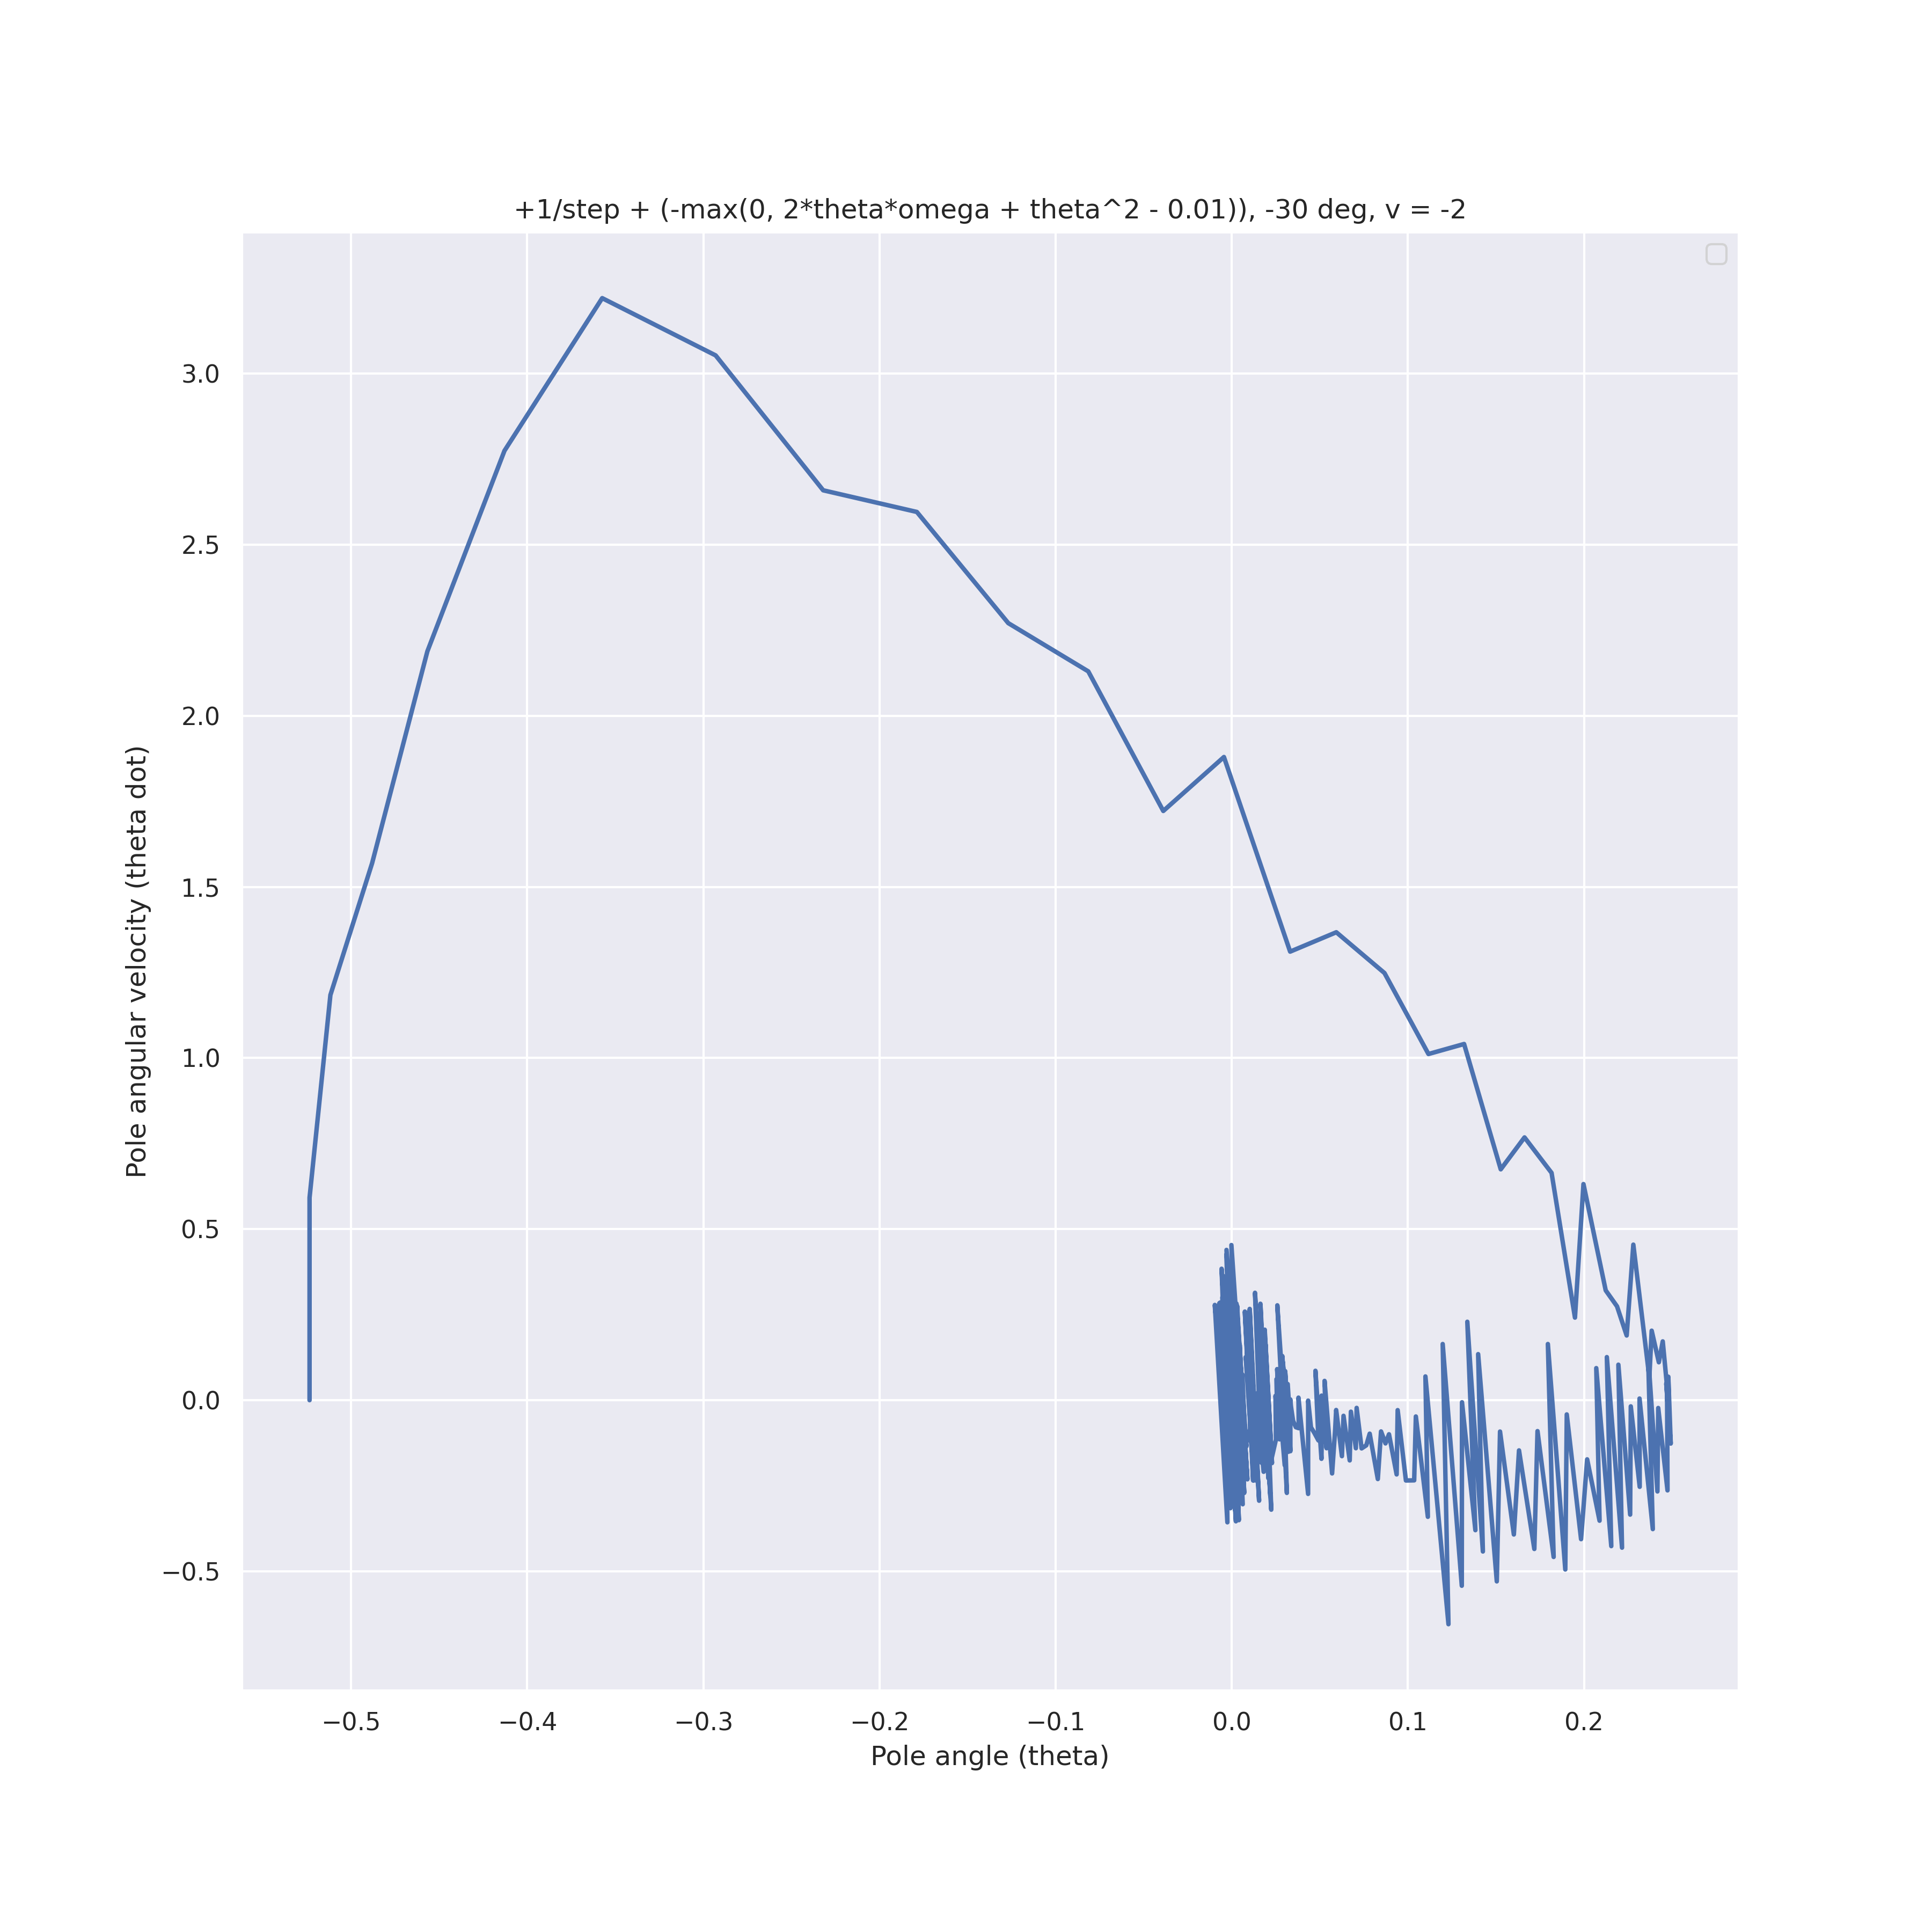 +1/step + (-max(0, 2*theta*omega + theta^2 - 0.01)), -30 deg, v = -2
3.0
2.5
2.0
1.5
1.0
0.5
0.0
−0.5
Pole angular velocity (theta dot)
−0.5 −0.4 −0.3 −0.2 −0.1 0.0 0.1 0.2
Pole angle (theta)